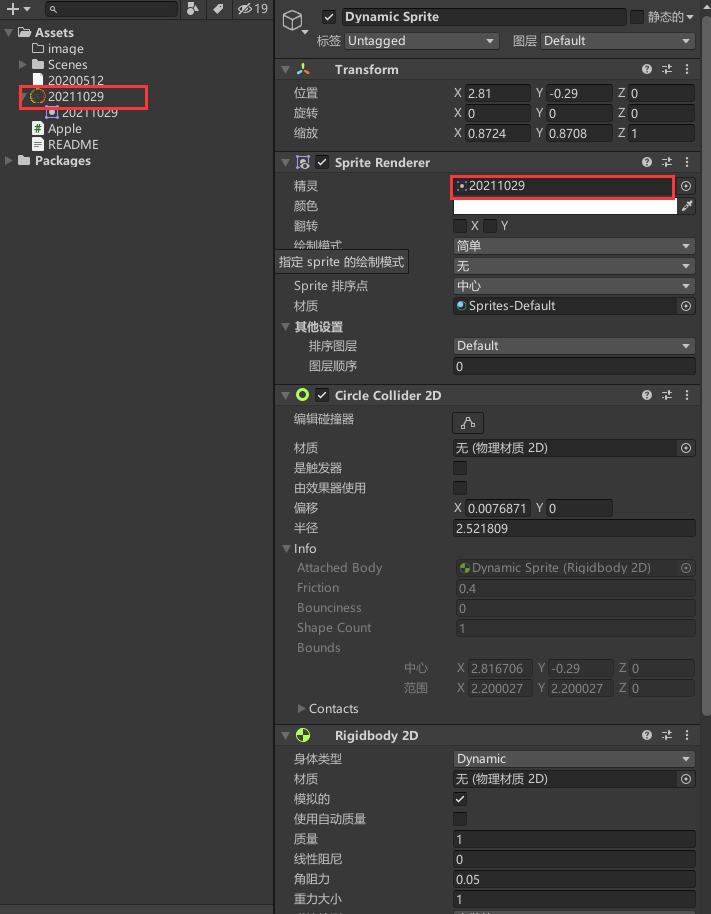 19
Assets
image
Scenes
20200512
20211029
20211029
Apple
README
Packages
Dynamic Sprite 静态的
标签 Untagged 图层 Default
Transform
位置 X 2.81 Y -0.29 Z 0
旋转 X 0 Y 0 Z 0
缩放 X 0.8724 Y 0.8708 Z 1
Sprite Renderer
精灵 20211029
颜色
翻转 X Y
绘制模式 简单
指定 sprite 的绘制模式 无
Sprite 排序点 中心
材质 Sprites-Default
其他设置
排序图层 Default
图层顺序 0
Circle Collider 2D
编辑碰撞器
材质 无 (物理材质 2D)
是触发器
由效果器使用
偏移 X 0.0076871 Y 0
半径 2.521809
Info
Attached Body Dynamic Sprite (Rigidbody 2D)
Friction 0.4
Bounciness 0
Shape Count 1
Bounds
中心 X 2.816706 Y -0.29 Z 0
范围 X 2.200027 Y 2.200027 Z 0
Contacts
Rigidbody 2D
身体类型 Dynamic
材质 无 (物理材质 2D)
模拟的
使用自动质量
质量 1
线性阻尼 0
角阻力 0.05
重力大小 1